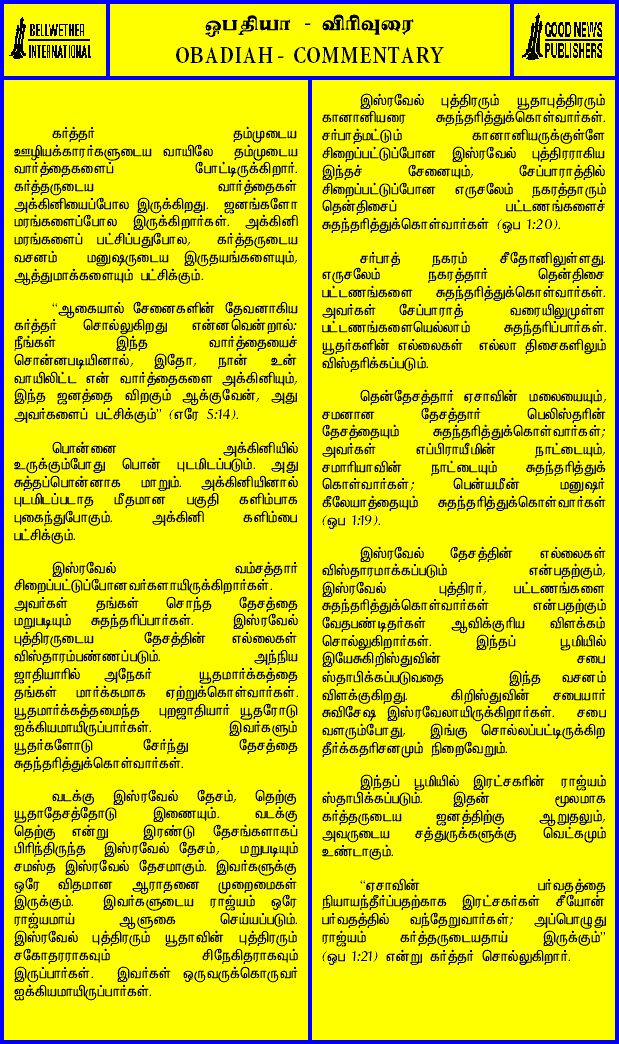 BELLWETHER
INTERNATIONAL
ஒபதியா - விரிவுரை
OBADIAH - COMMENTARY
GOOD NEWS
PUBLISHERS
கர்த்தர் தம்முடைய
ஊழியக்காரர்களுடைய வாயிலே தம்முடைய
வார்த்தைகளைப் போட்டிருக்கிறார்.
கர்த்தருடைய வார்த்தைகள்
அக்கினியைப்போல இருக்கிறது. ஜனங்களோ
மரங்களைப்போல இருக்கிறார்கள். அக்கினி
மரங்களைப் பட்சிப்பதுபோல, கர்த்தருடைய
வசனம் மனுஷருடைய இருதயங்களையும்,
ஆத்துமாக்களையும் பட்சிக்கும்.
“ஆகையால் சேனைகளின் தேவனாகிய
கர்த்தர் சொல்லுகிறது என்னவென்றால்:
நீங்கள் இந்த வார்த்தையைச்
சொன்னபடியினால், இதோ, நான் உன்
வாயிலிட்ட என் வார்த்தைகளை அக்கினியும்,
இந்த ஜனத்தை விறகும் ஆக்குவேன், அது
அவர்களைப் பட்சிக்கும்” (எரே 5:14).
பொன்னை அக்கினியில்
உருக்கும்போது பொன் புடமிடப்படும். அது
சுத்தப்பொன்னாக மாறும். அக்கினியினால்
புடமிடப்படாத மீதமான பகுதி களிம்பாக
புகைந்துபோகும். அக்கினி களிம்பை
பட்சிக்கும்.
இஸ்ரவேல் வம்சத்தார்
சிறைப்பட்டுப்போனவர்களாயிருக்கிறார்கள்.
அவர்கள் தங்கள் சொந்த தேசத்தை
மறுபடியும் சுதந்தரிப்பார்கள். இஸ்ரவேல்
புத்திரருடைய தேசத்தின் எல்லைகள்
விஸ்தாரம்பண்ணப்படும். அந்நிய
ஜாதியாரில் அநேகர் யூதமார்க்கத்தை
தங்கள் மார்க்கமாக ஏற்றுக்கொள்வார்கள்.
யூதமார்க்கத்தமைந்த புறஜாதியார் யூதரோடு
ஐக்கியமாயிருப்பார்கள். இவர்களும்
யூதர்களோடு சேர்ந்து தேசத்தை
சுதந்தரித்துக்கொள்வார்கள்.
வடக்கு இஸ்ரவேல் தேசம், தெற்கு
யூதாதேசத்தோடு இணையும். வடக்கு
தெற்கு என்று இரண்டு தேசங்களாகப்
பிரிந்திருந்த இஸ்ரவேல் தேசம், மறுபடியும்
சமஸ்த இஸ்ரவேல் தேசமாகும். இவர்களுக்கு
ஒரே விதமான ஆராதனை முறைமைகள்
இருக்கும். இவர்களுடைய ராஜ்யம் ஒரே
ராஜ்யமாய் ஆளுகை செய்யப்படும்.
இஸ்ரவேல் புத்திரரும் யூதாவின் புத்திரரும்
சகோதரராகவும் சிநேகிதராகவும்
இருப்பார்கள். இவர்கள் ஒருவருக்கொருவர்
ஐக்கியமாயிருப்பார்கள்.
இஸ்ரவேல் புத்திரரும் யூதாபுத்திரரும்
கானானியரை சுதந்தரித்துக்கொள்வார்கள்.
சர்பாத்மட்டும் கானானியருக்குள்ளே
சிறைப்பட்டுப்போன இஸ்ரவேல் புத்திரராகிய
இந்தச் சேனையும், சேப்பாராத்தில்
சிறைப்பட்டுப்போன எருசலேம் நகரத்தாரும்
தென்திசைப் பட்டணங்களைச்
சுதந்தரித்துக்கொள்வார்கள் (ஒப 1:20).
சர்பாத் நகரம் சீதோனிலுள்ளது.
எருசலேம் நகரத்தார் தென்திசை
பட்டணங்களை சுதந்தரித்துக்கொள்வார்கள்.
அவர்கள் சேப்பாராத் வரையிலுமுள்ள
பட்டணங்களையெல்லாம் சுதந்தரிப்பார்கள்.
யூதர்களின் எல்லைகள் எல்லா திசைகளிலும்
விஸ்தரிக்கப்படும்.
தென்தேசத்தார் ஏசாவின் மலையையும்,
சமனான தேசத்தார் பெலிஸ்தரின்
தேசத்தையும் சுதந்தரித்துக்கொள்வார்கள்;
அவர்கள் எப்பிராயீமின் நாட்டையும்,
சமாரியாவின் நாட்டையும் சுதந்தரித்துக்
கொள்வார்கள்; பென்யமீன் மனுஷர்
கீலேயாத்தையும் சுதந்தரித்துக்கொள்வார்கள்
(ஒப 1:19).
இஸ்ரவேல் தேசத்தின் எல்லைகள்
விஸ்தாரமாக்கப்படும் என்பதற்கும்,
இஸ்ரவேல் புத்திரர், பட்டணங்களை
சுதந்தரித்துக்கொள்வார்கள் என்பதற்கும்
வேதபண்டிதர்கள் ஆவிக்குரிய விளக்கம்
சொல்லுகிறார்கள். இந்தப் பூமியில்
இயேசுகிறிஸ்துவின் சபை
ஸ்தாபிக்கப்படுவதை இந்த வசனம்
விளக்குகிறது. கிறிஸ்துவின் சபையார்
சுவிசேஷ இஸ்ரவேலாயிருக்கிறார்கள். சபை
வளரும்போது, இங்கு சொல்லப்பட்டிருக்கிற
தீர்க்கதரிசனமும் நிறைவேறும்.
இந்தப் பூமியில் இரட்சகரின் ராஜ்யம்
ஸ்தாபிக்கப்படும். இதன் மூலமாக
கர்த்தருடைய ஜனத்திற்கு ஆறுதலும்,
அவருடைய சத்துருக்களுக்கு வெட்கமும்
உண்டாகும்.
“ஏசாவின் பர்வதத்தை
நியாயந்தீர்ப்பதற்காக இரட்சகர்கள் சீயோன்
பர்வதத்தில் வந்தேறுவார்கள்; அப்பொழுது
ராஜ்யம் கர்த்தருடையதாய் இருக்கும்”
(ஒப 1:21) என்று கர்த்தர் சொல்லுகிறார்.